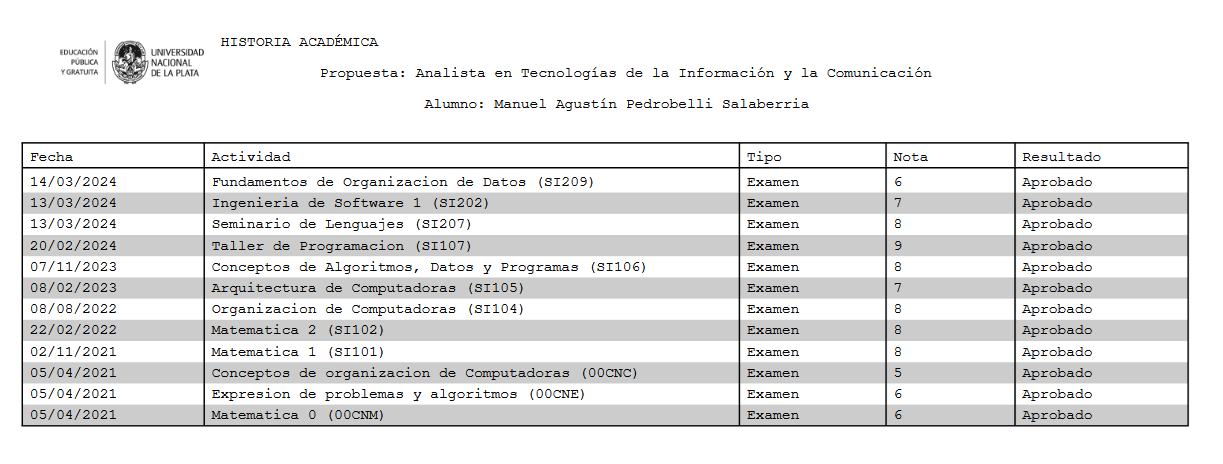 EDUCACIÓN
PÚBLICA
Y GRATUITA
UNIVERSIDAD
NACIONAL
DE LA PLATA
HISTORIA ACADÉMICA
Propuesta: Analista en Tecnologías de la Información y la Comunicación
Alumno: Manuel Agustín Pedrobelli Salaberria
Fecha Actividad Tipo Nota Resultado
14/03/2024 Fundamentos de Organizacion de Datos (SI209) Examen 6 Aprobado
13/03/2024 Ingenieria de Software 1 (SI202) Examen 7 Aprobado
13/03/2024 Seminario de Lenguajes (SI207) Examen 8 Aprobado
20/02/2024 Taller de Programacion (SI107) Examen 9 Aprobado
07/11/2023 Conceptos de Algoritmos, Datos y Programas (SI106) Examen 8 Aprobado
08/02/2023 Arquitectura de Computadoras (SI105) Examen 7 Aprobado
08/08/2022 Organizacion de Computadoras (SI104) Examen 8 Aprobado
22/02/2022 Matematica 2 (SI102) Examen 8 Aprobado
02/11/2021 Matematica 1 (SI101) Examen 8 Aprobado
05/04/2021 Conceptos de organizacion de Computadoras (00CNC) Examen 5 Aprobado
05/04/2021 Expresion de problemas y algoritmos (00CNE) Examen 6 Aprobado
05/04/2021 Matematica 0 (00CNM) Examen 6 Aprobado